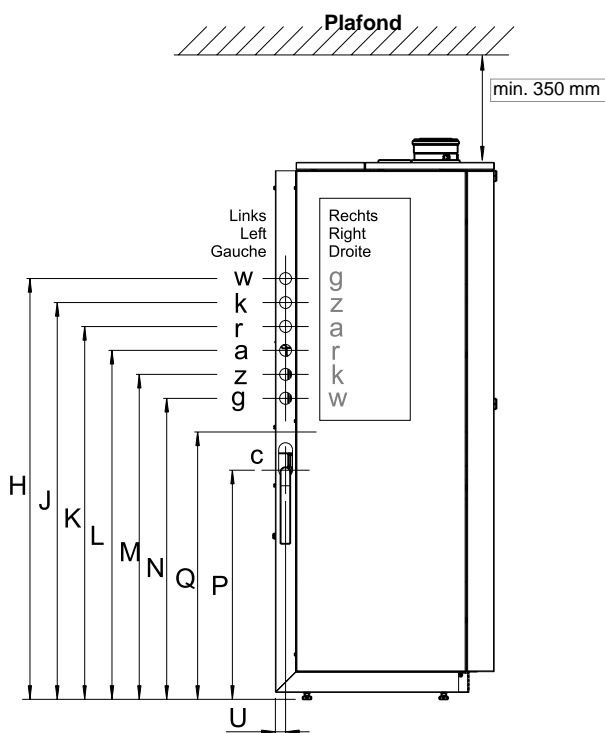 Plafond
min. 350 mm
Links Rechts
Left Right
Gauche Droite
w g
k z
r a
a r
z k
g w
c
H
J
K
L
M
N
Q
P
U